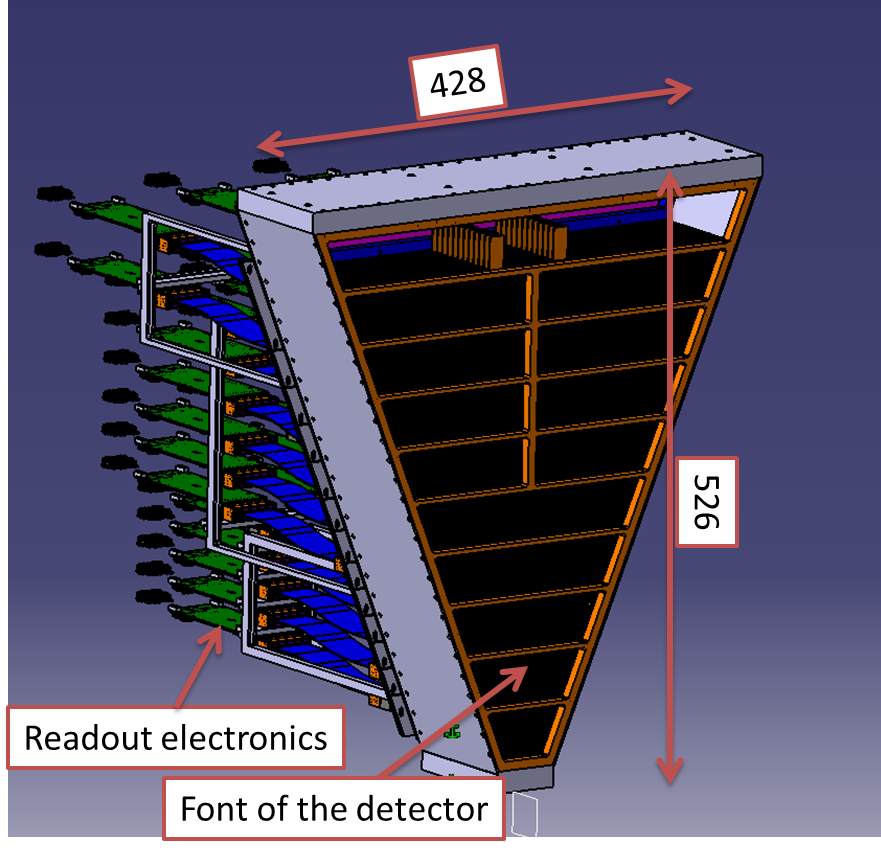 428
526
Readout electronics
Font of the detector